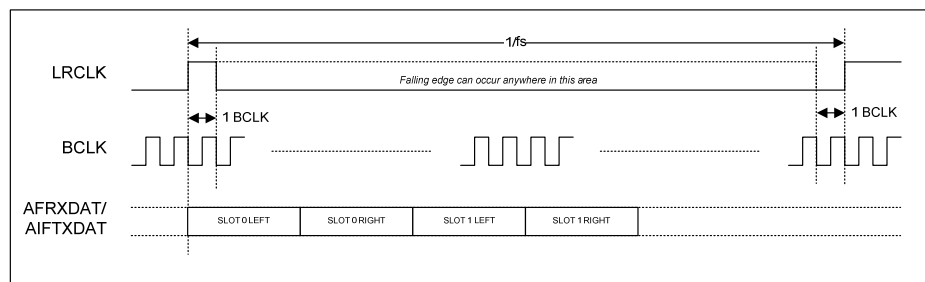 1/fs
LRCLK
Falling edge can occur anywhere in this area
1 BCLK
1 BCLK
BCLK
AFRXDAT/
AIFTXDAT
SLOT 0 LEFT
SLOT 0 RIGHT
SLOT 1 LEFT
SLOT 1 RIGHT